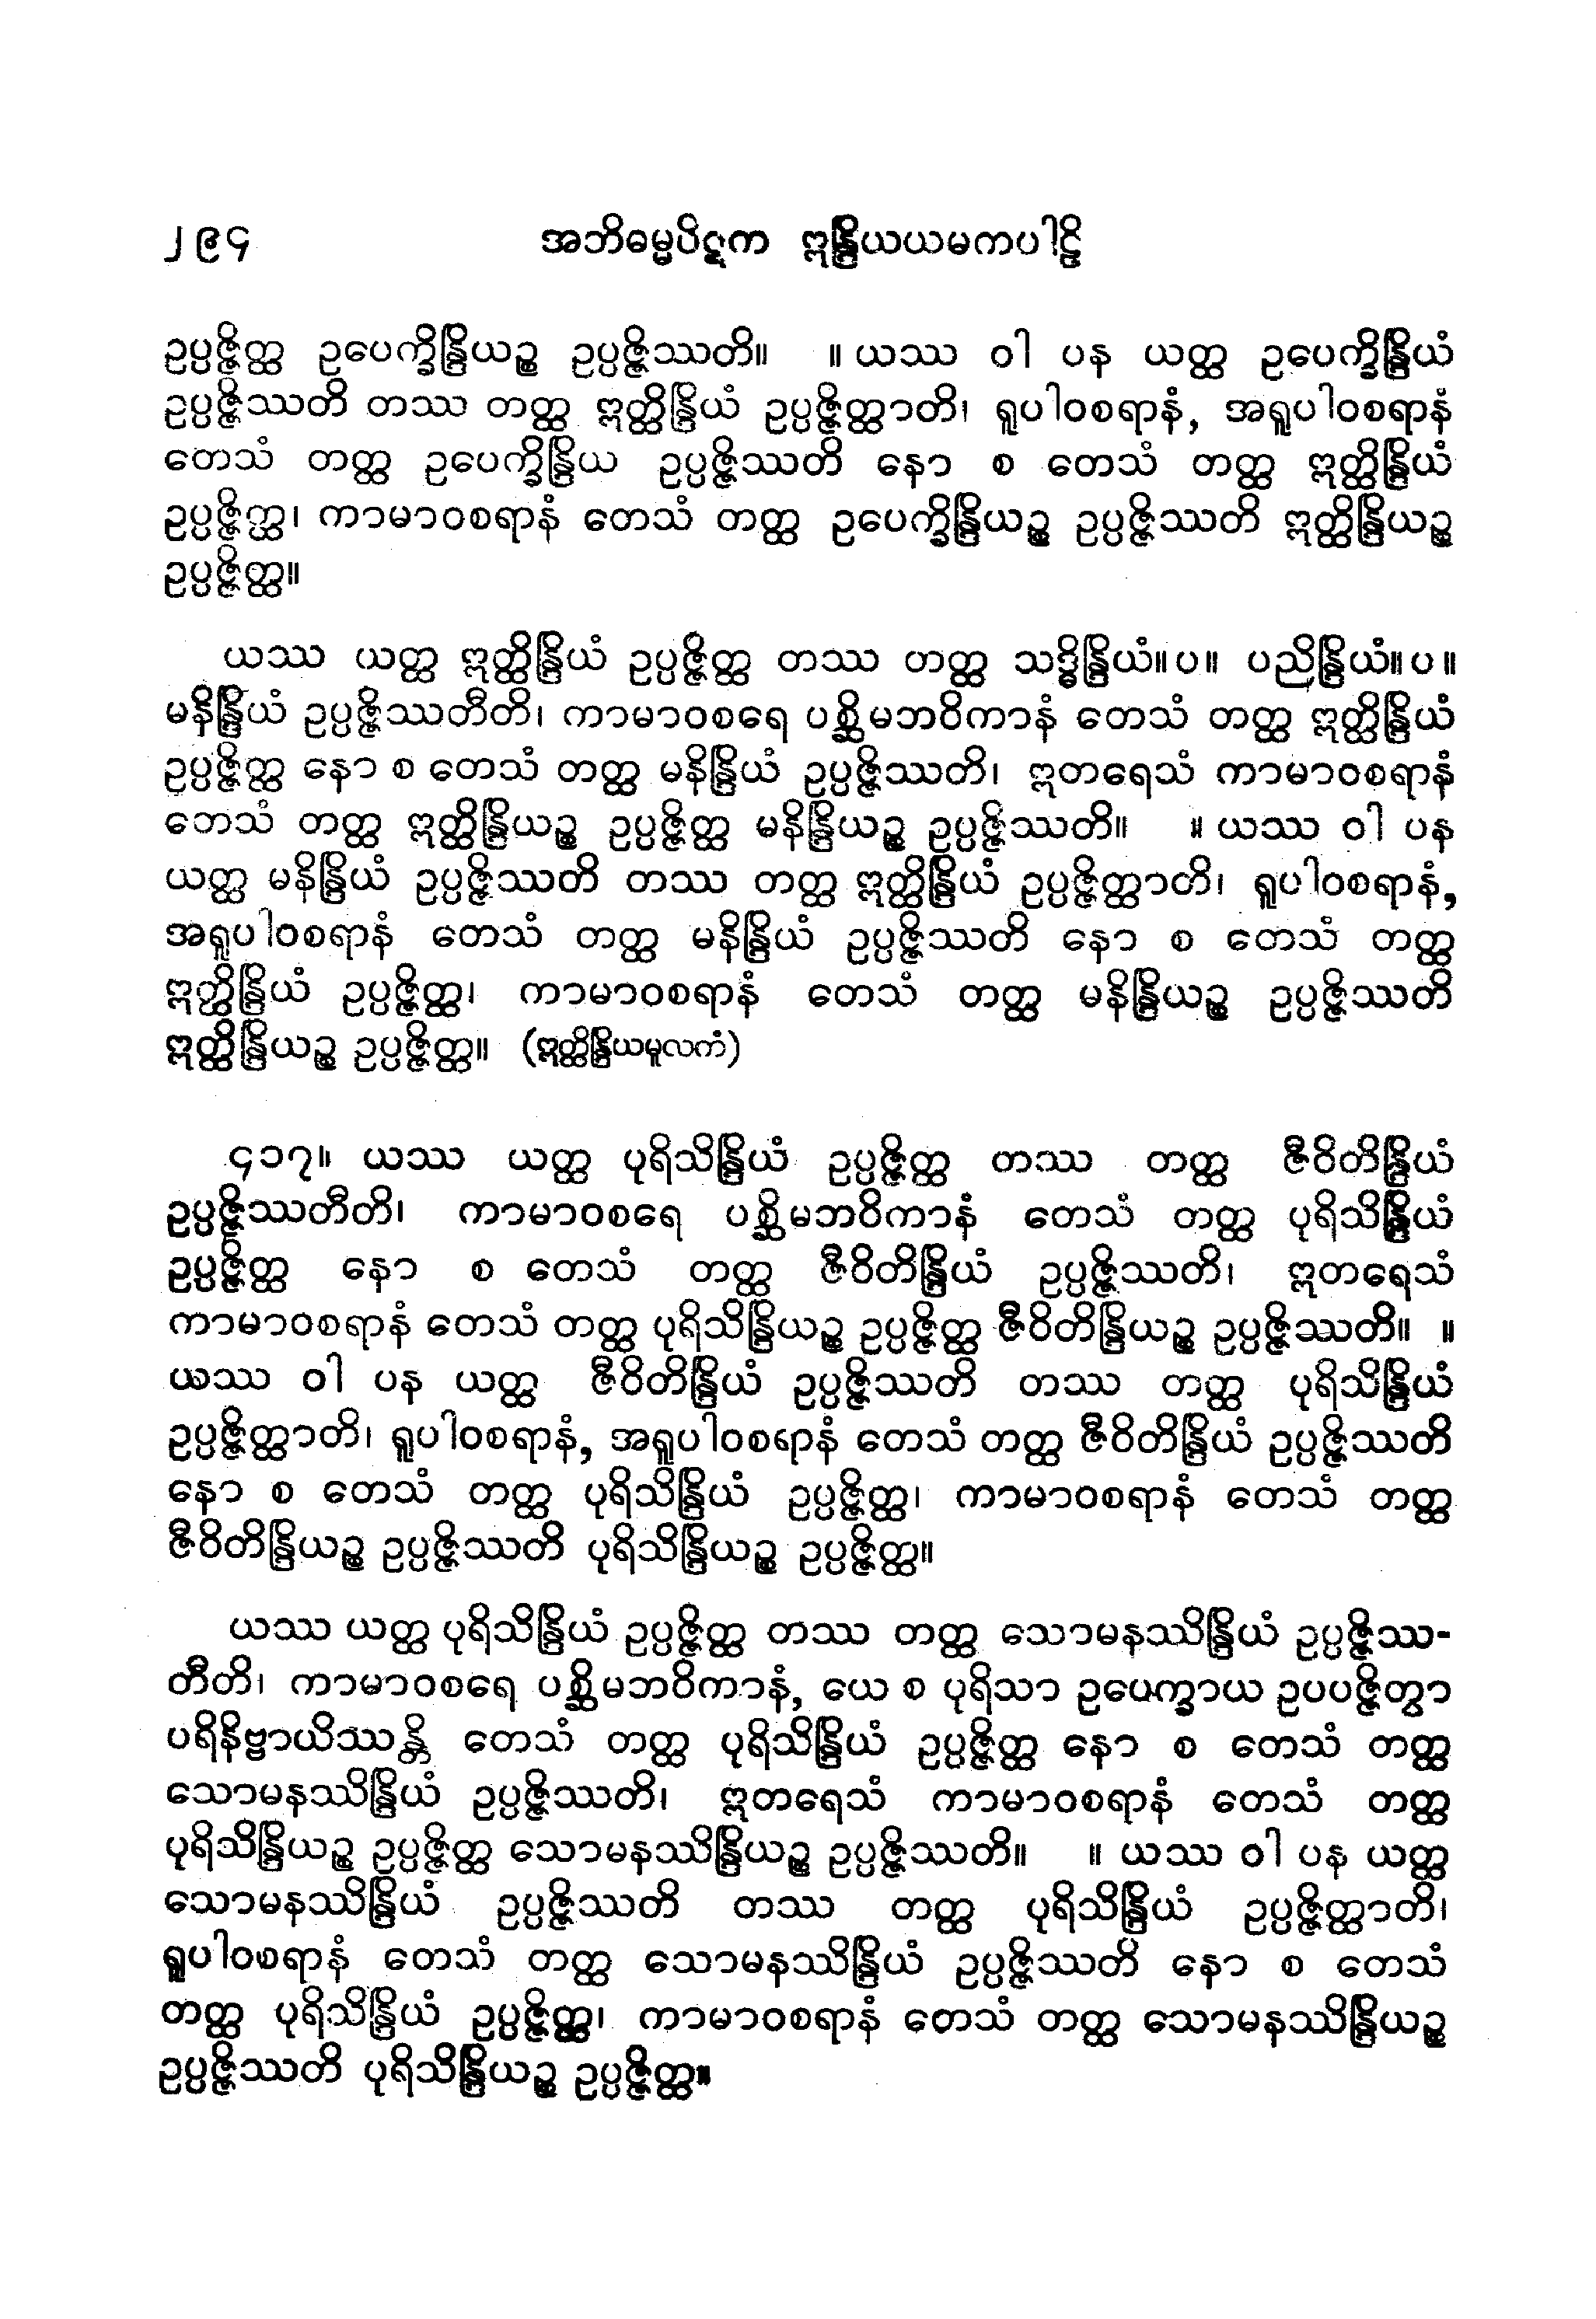 ၂၉၄ အဘိဓမ္မပိဋက ဣန္ဒြိယယမကပါဠိ
ဥပ္ပဇ္ဇိတ္ထ ဥပေက္ခိန္ဒြိယဉ္စ ဥပ္ပဇ္ဇိဿတိ။ ။ ယဿ ဝါ ပန ယတ္ထ ဥပေက္ခိန္ဒြိယံ
ဥပ္ပဇ္ဇိဿတိ တဿ တတ္ထ ဣတ္ထိန္ဒြိယံ ဥပ္ပဇ္ဇိတ္ထာတိ၊ ရူပါဝစရာနံ, အရူပါဝစရာနံ
တေသံ တတ္ထ ဥပေက္ခိန္ဒြိယ ဥပ္ပဇ္ဇိဿတိ နော စ တေသံ တတ္ထ ဣတ္ထိန္ဒြိယံ
ဥပ္ပဇ္ဇိတ္ထ၊ ကာမာဝစရာနံ တေသံ တတ္ထ ဥပေက္ခိန္ဒြိယဉ္စ ဥပ္ပဇ္ဇိဿတိ ဣတ္ထိန္ဒြိယဉ္စ
ဥပ္ပဇ္ဇိတ္ထ။
ယဿ ယတ္ထ ဣတ္ထိန္ဒြိယံ ဥပ္ပဇ္ဇိတ္ထ တဿ တတ္ထ သဒ္ဓိန္ဒြိယံ။ပ။ ပညိန္ဒြိယံ။ပ။
မနိန္ဒြိယံ ဥပ္ပဇ္ဇိဿတီတိ၊ ကာမာဝစရေ ပစ္ဆိမဘဝိကာနံ တေသံ တတ္ထ ဣတ္ထိန္ဒြိယံ
ဥပ္ပဇ္ဇိတ္ထ နော စ တေသံ တတ္ထ မနိန္ဒြိယံ ဥပ္ပဇ္ဇိဿတိ၊ ဣတရေသံ ကာမာဝစရာနံ
တေသံ တတ္ထ ဣတ္ထိန္ဒြိယဉ္စ ဥပ္ပဇ္ဇိတ္ထ မနိန္ဒြိယဉ္စ ဥပ္ပဇ္ဇိဿတိ။ ။ ယဿ ဝါ ပန
ယတ္ထ မနိန္ဒြိယံ ဥပ္ပဇ္ဇိဿတိ တဿ တတ္ထ ဣတ္ထိန္ဒြိယံ ဥပ္ပဇ္ဇိတ္ထာတိ၊ ရူပါဝစရာနံ,
အရူပါဝစရာနံ တေသံ တတ္ထ မနိန္ဒြိယံ ဥပ္ပဇ္ဇိဿတိ နော စ တေသံ တတ္ထ
ဣတ္ထိန္ဒြိယံ ဥပ္ပဇ္ဇိတ္ထ၊ ကာမာဝစရာနံ တေသံ တတ္ထ မနိန္ဒြိယဉ္စ ဥပ္ပဇ္ဇိဿတိ
ဣတ္ထိန္ဒြိယဉ္စ ဥပ္ပဇ္ဇိတ္ထ။ (ဣတ္ထိန္ဒြိယမူလကံ)
၄၁၇။ ယဿ ယတ္ထ ပုရိသိန္ဒြိယံ ဥပ္ပဇ္ဇိတ္ထ တဿ တတ္ထ ဇီဝိတိန္ဒြိယံ
ဥပ္ပဇ္ဇိဿတီတိ၊ ကာမာဝစရေ ပစ္ဆိမဘဝိကာနံ တေသံ တတ္ထ ပုရိသိန္ဒြိယံ
ဥပ္ပဇ္ဇိတ္ထ နော စ တေသံ တတ္ထ ဇီဝိတိန္ဒြိယံ ဥပ္ပဇ္ဇိဿတိ၊ ဣတရေသံ
ကာမာဝစရာနံ တေသံ တတ္ထ ပုရိသိန္ဒြိယဉ္စ ဥပ္ပဇ္ဇိတ္ထ ဇီဝိတိန္ဒြိယဉ္စ ဥပ္ပဇ္ဇိဿတိ။ ။
ယဿ ဝါ ပန ယတ္ထ ဇီဝိတိန္ဒြိယံ ဥပ္ပဇ္ဇိဿတိ တဿ တတ္ထ ပုရိသိန္ဒြိယံ
ဥပ္ပဇ္ဇိတ္ထာတိ၊ ရူပါဝစရာနံ, အရူပါဝစရာနံ တေသံ တတ္ထ ဇီဝိတိန္ဒြိယံ ဥပ္ပဇ္ဇိဿတိ
နော စ တေသံ တတ္ထ ပုရိသိန္ဒြိယံ ဥပ္ပဇ္ဇိတ္ထ၊ ကာမာဝစရာနံ တေသံ တတ္ထ
ဇီဝိတိန္ဒြိယဉ္စ ဥပ္ပဇ္ဇိဿတိ ပုရိသိန္ဒြိယဉ္စ ဥပ္ပဇ္ဇိတ္ထ။
ယဿ ယတ္ထ ပုရိသိန္ဒြိယံ ဥပ္ပဇ္ဇိတ္ထ တဿ တတ္ထ သောမနဿိန္ဒြိယံ ဥပ္ပဇ္ဇိဿ-
တီတိ၊ ကာမာဝစရေ ပစ္ဆိမဘဝိကာနံ, ယေ စ ပုရိသာ ဥပေက္ခာယ ဥပပဇ္ဇိတွာ
ပရိနိဗ္ဗာယိဿန္တိ တေသံ တတ္ထ ပုရိသိန္ဒြိယံ ဥပ္ပဇ္ဇိတ္ထ နော စ တေသံ တတ္ထ
သောမနဿိန္ဒြိယံ ဥပ္ပဇ္ဇိဿတိ၊ ဣတရေသံ ကာမာဝစရာနံ တေသံ တတ္ထ
ပုရိသိန္ဒြိယဉ္စ ဥပ္ပဇ္ဇိတ္ထ သောမနဿိန္ဒြိယဉ္စ ဥပ္ပဇ္ဇိဿတိ။ ။ ယဿ ဝါ ပန ယတ္ထ
သောမနဿိန္ဒြိယံ ဥပ္ပဇ္ဇိဿတိ တဿ တတ္ထ ပုရိသိန္ဒြိယံ ဥပ္ပဇ္ဇိတ္ထာတိ၊
ရူပါဝစရာနံ တေသံ တတ္ထ သောမနဿိန္ဒြိယံ ဥပ္ပဇ္ဇိဿတိ နော စ တေသံ
တတ္ထ ပုရိသိန္ဒြိယံ ဥပ္ပဇ္ဇိတ္ထ၊ ကာမာဝစရာနံ တေသံ တတ္ထ သောမနဿိန္ဒြိယဉ္စ
ဥပ္ပဇ္ဇိဿတိ ပုရိသိန္ဒြိယဉ္စ ဥပ္ပဇ္ဇိတ္ထ။